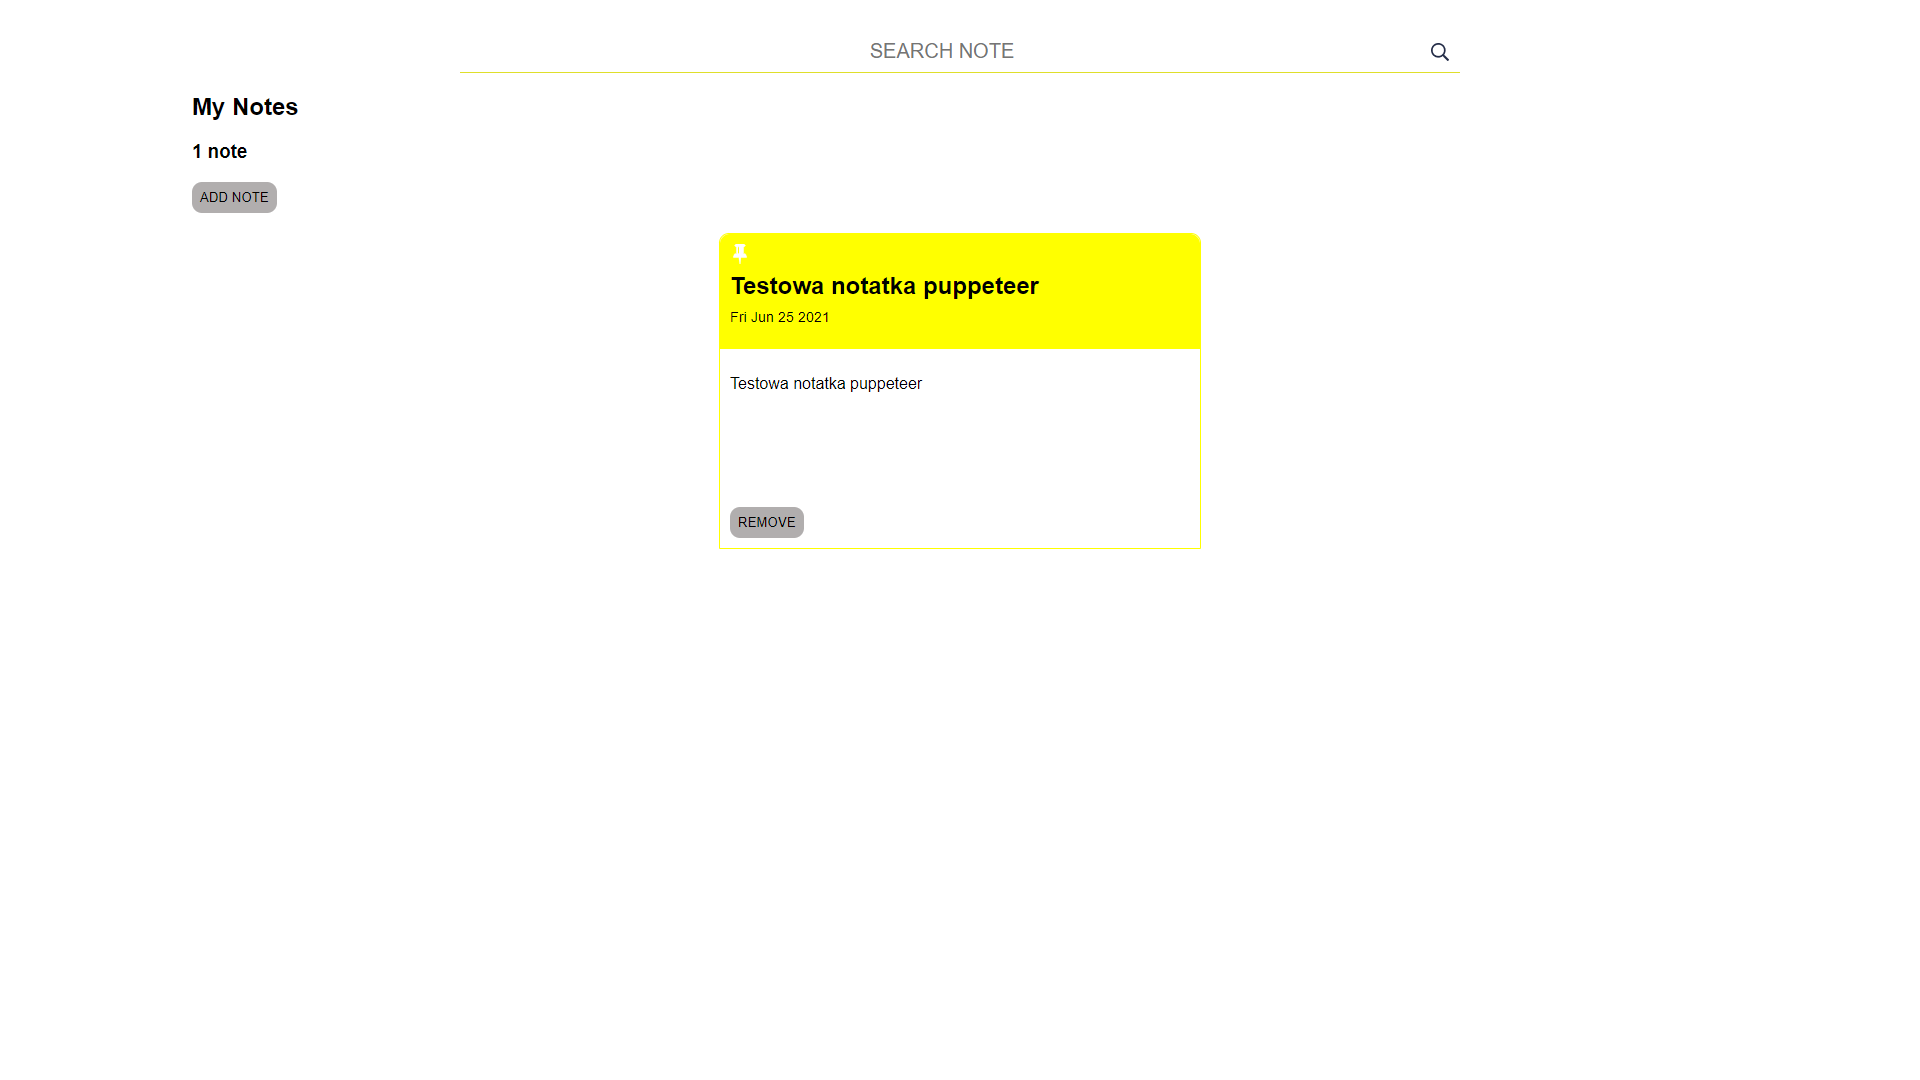 SEARCH NOTE
My Notes
1 note
ADD NOTE
Testowa notatka puppeteer
Fri Jun 25 2021
Testowa notatka puppeteer
REMOVE